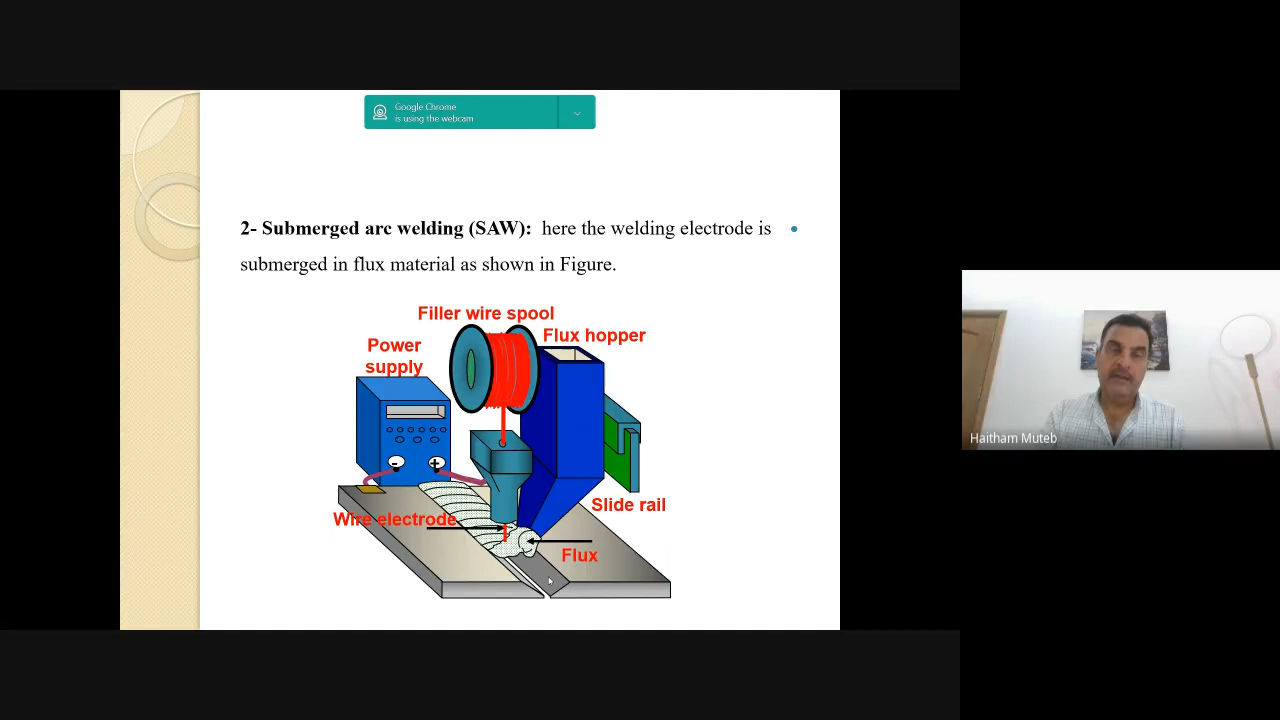 Google Chrome
is using the webcam
2- Submerged arc welding (SAW): here the welding electrode is •
submerged in flux material as shown in Figure.
Filler wire spool
Flux hopper
Power
supply
- +
Slide rail
Wire electrode
Flux
Haitham Muteb